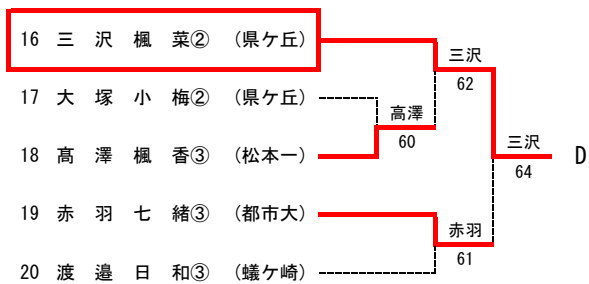 16 三 沢 楓 菜② （県ケ丘）
三沢
62
17 大 塚 小 梅② （県ケ丘）
高澤
60
18 髙 澤 楓 香③ （松本一）
三沢
64
D
19 赤 羽 七 緒③ （都市大）
赤羽
61
20 渡 邉 日 和③ （蟻ケ崎）